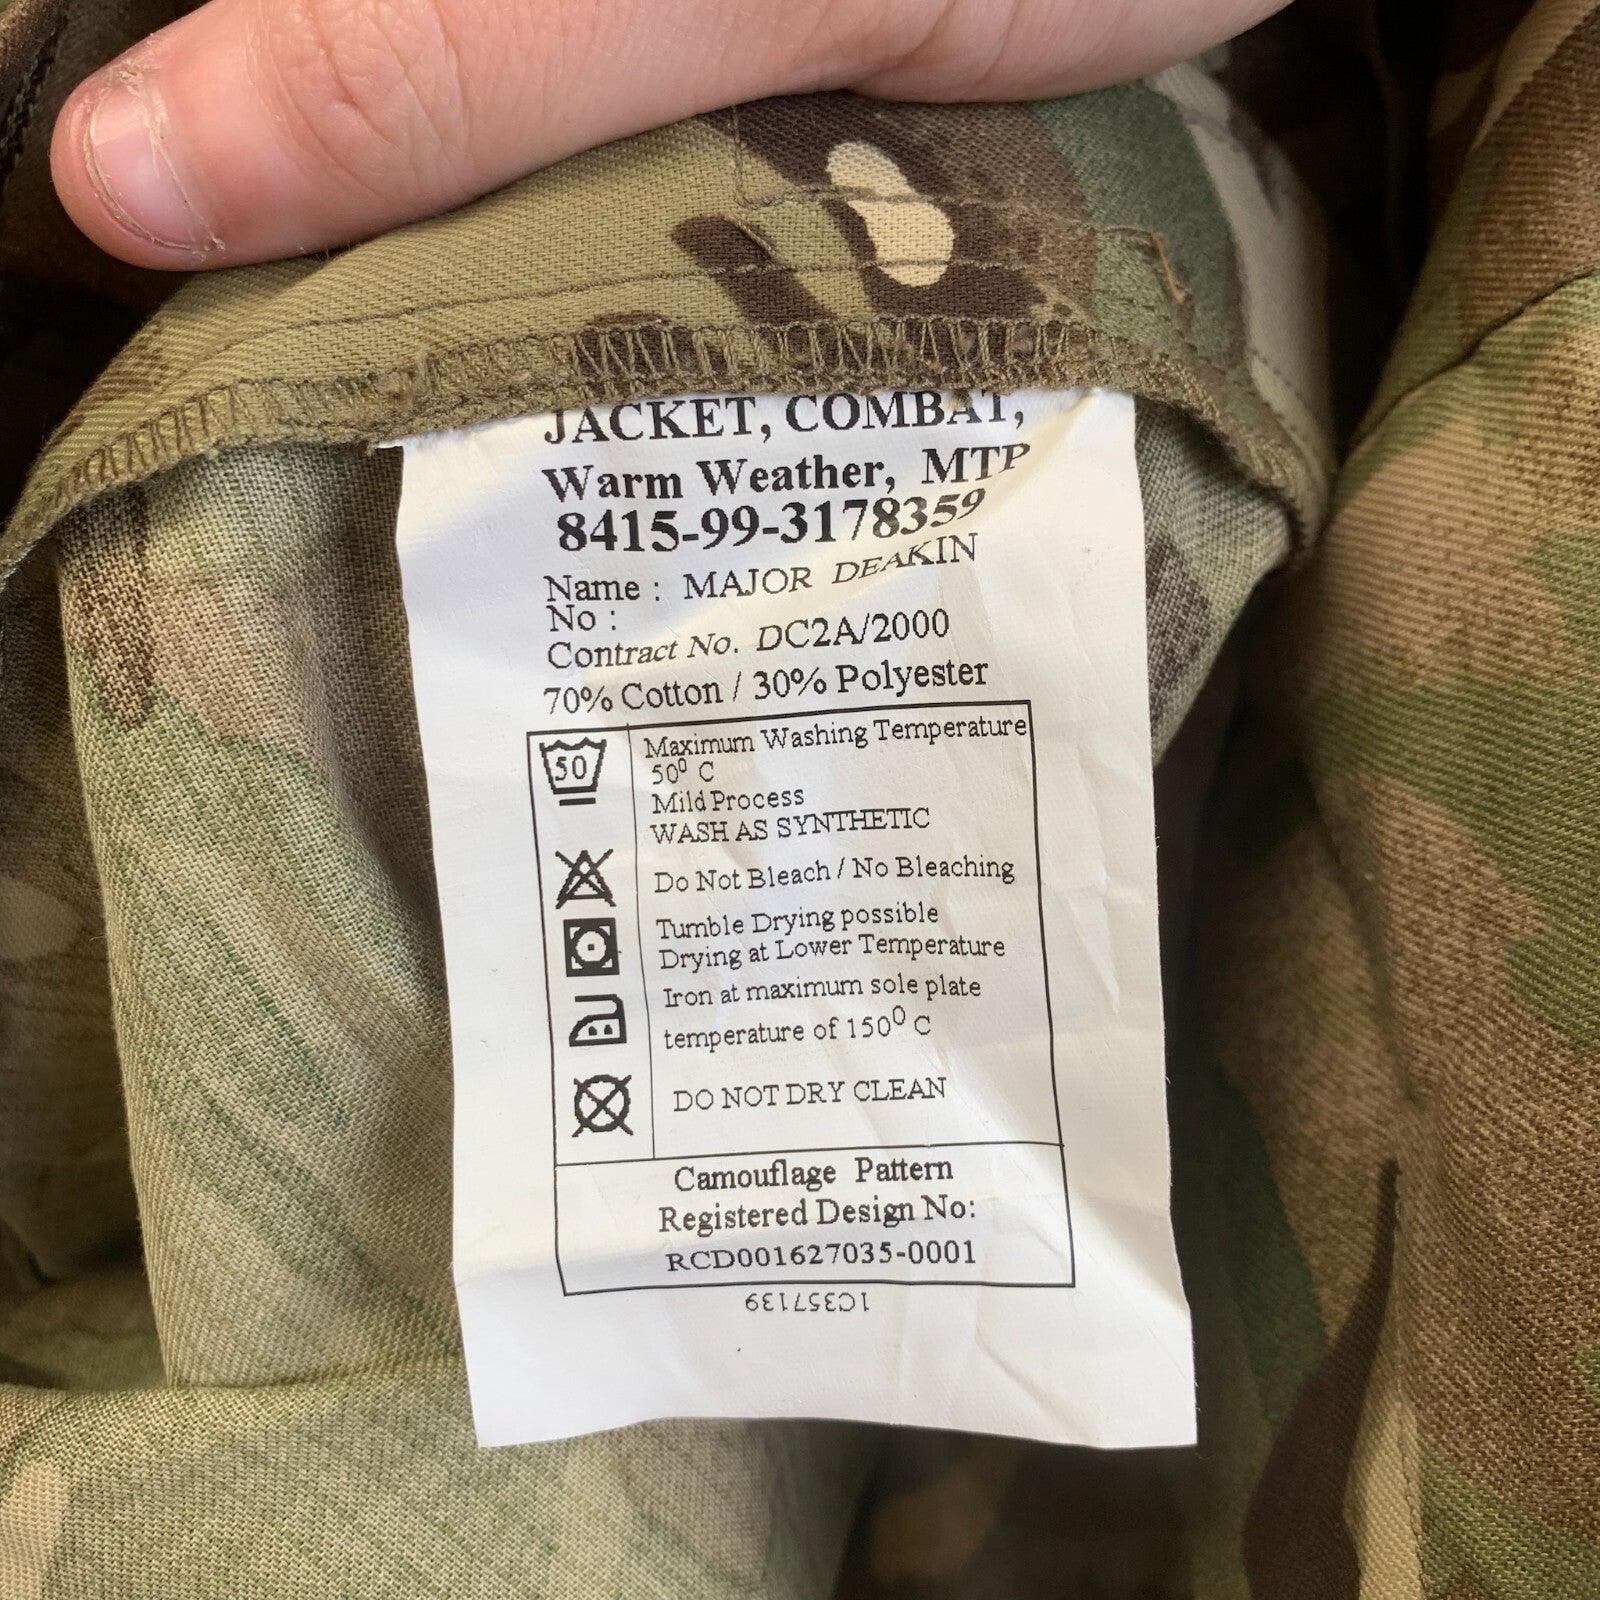 JACKET, COMBAT,
Warm Weather, MTP
8415-99-3178359
Name : MAJOR DEAKIN
No :
Contract No. DC2A/2000
70% Cotton / 30% Polyester
50
Maximum Washing Temperature
50⁰ C
Mild Process
WASH AS SYNTHETIC
Do Not Bleach / No Bleaching
Tumble Drying possible
Drying at Lower Temperature
Iron at maximum sole plate
temperature of 150⁰ C
DO NOT DRY CLEAN
Camouflage Pattern
Registered Design No:
RCD001627035-0001
1C357139